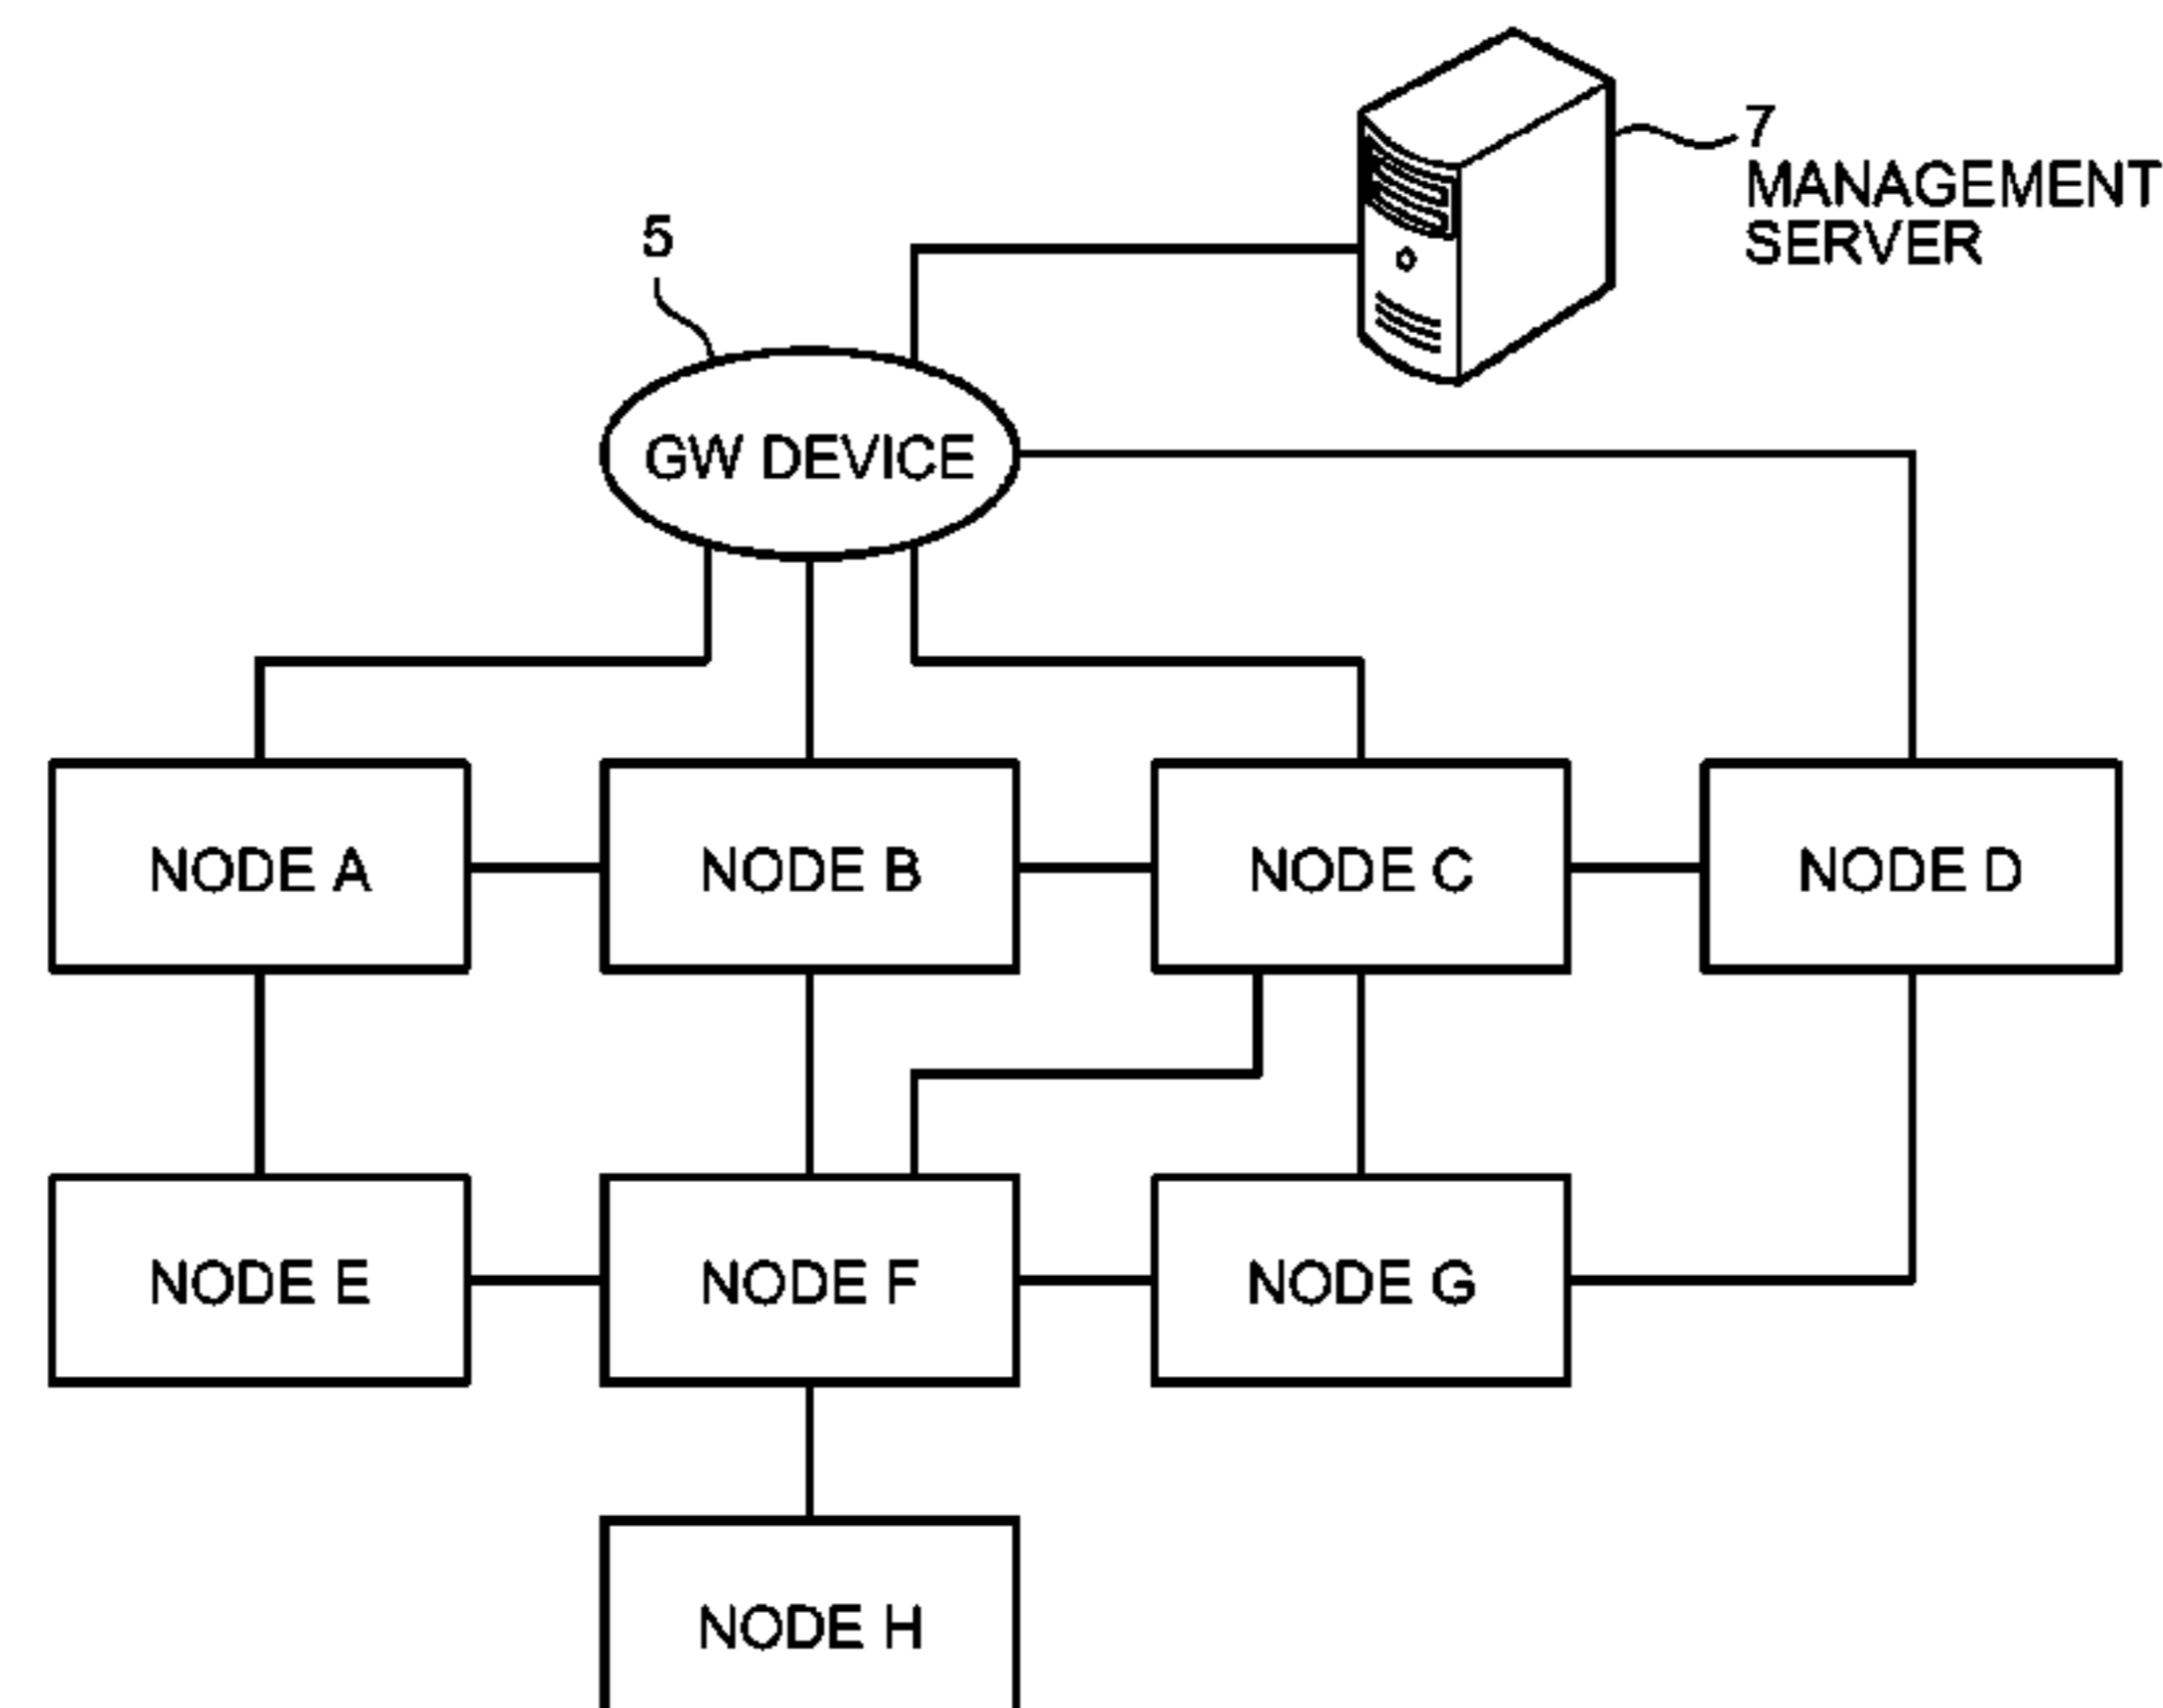 7
MANAGEMENT
SERVER
5
GW DEVICE
NODE A
NODE B
NODE C
NODE D
NODE E
NODE F
NODE G
NODE H